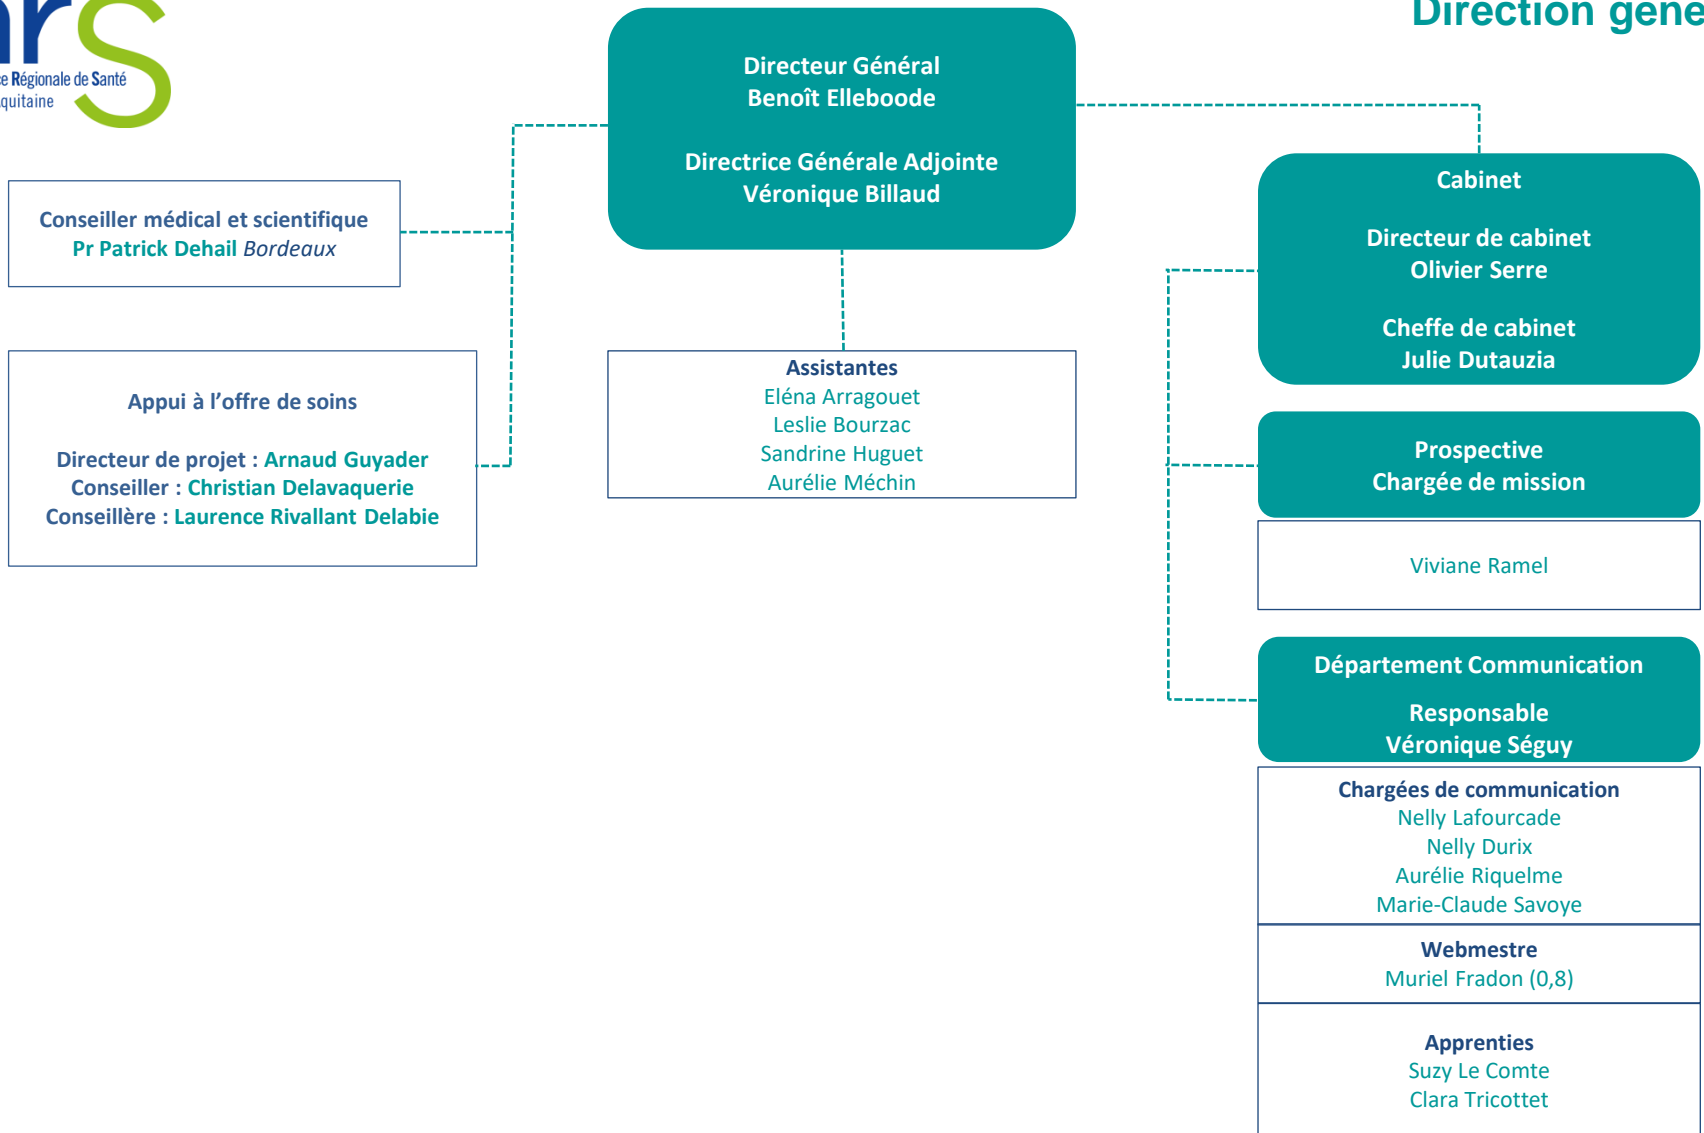 Direction géné
ars
ce Régionale de Santé
quitaine
Directeur Général
Benoît Elleboode
Directrice Générale Adjointe
Véronique Billaud
Conseiller médical et scientifique
Pr Patrick Dehail Bordeaux
Appui à l’offre de soins
Directeur de projet : Arnaud Guyader
Conseiller : Christian Delavaquerie
Conseillère : Laurence Rivallant Delabie
Assistantes
Eléna Arragouet
Leslie Bourzac
Sandrine Huguet
Aurélie Méchin
Cabinet
Directeur de cabinet
Olivier Serre
Cheffe de cabinet
Julie Dutauzia
Prospective
Chargée de mission
Viviane Ramel
Département Communication
Responsable
Véronique Séguy
Chargées de communication
Nelly Lafourcade
Nelly Durix
Aurélie Riquelme
Marie-Claude Savoye
Webmestre
Muriel Fradon (0,8)
Apprenties
Suzy Le Comte
Clara Tricottet